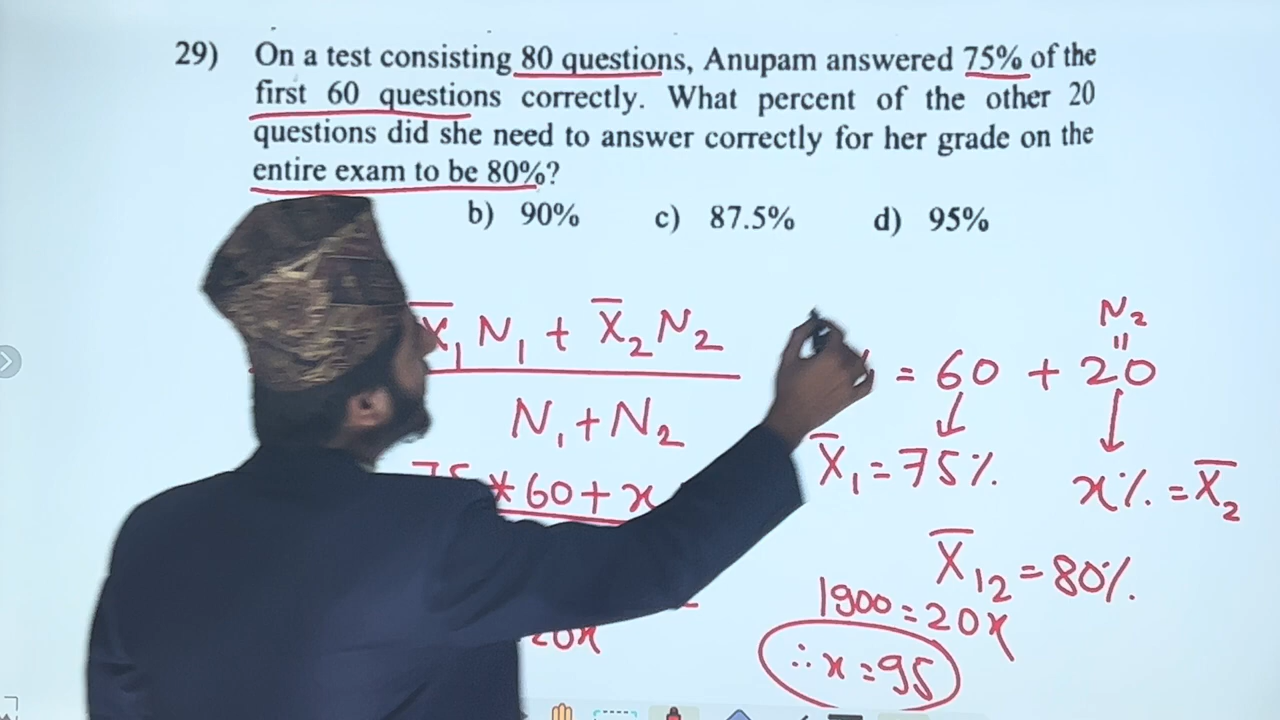 29) On a test consisting 80 questions, Anupam answered 75% of the
first 60 questions correctly. What percent of the other 20
questions did she need to answer correctly for her grade on the
entire exam to be 80%?
b) 90% c) 87.5% d) 95%
X̅₁N₁ + X̅₂N₂
N₁+N₂
75 * 60 + x
20x
N₂
=
= 60 + 20
X̅₁ = 75%
x% = X̅₂
X̅₁₂ = 80%
1900 = 20x
∴ x = 95